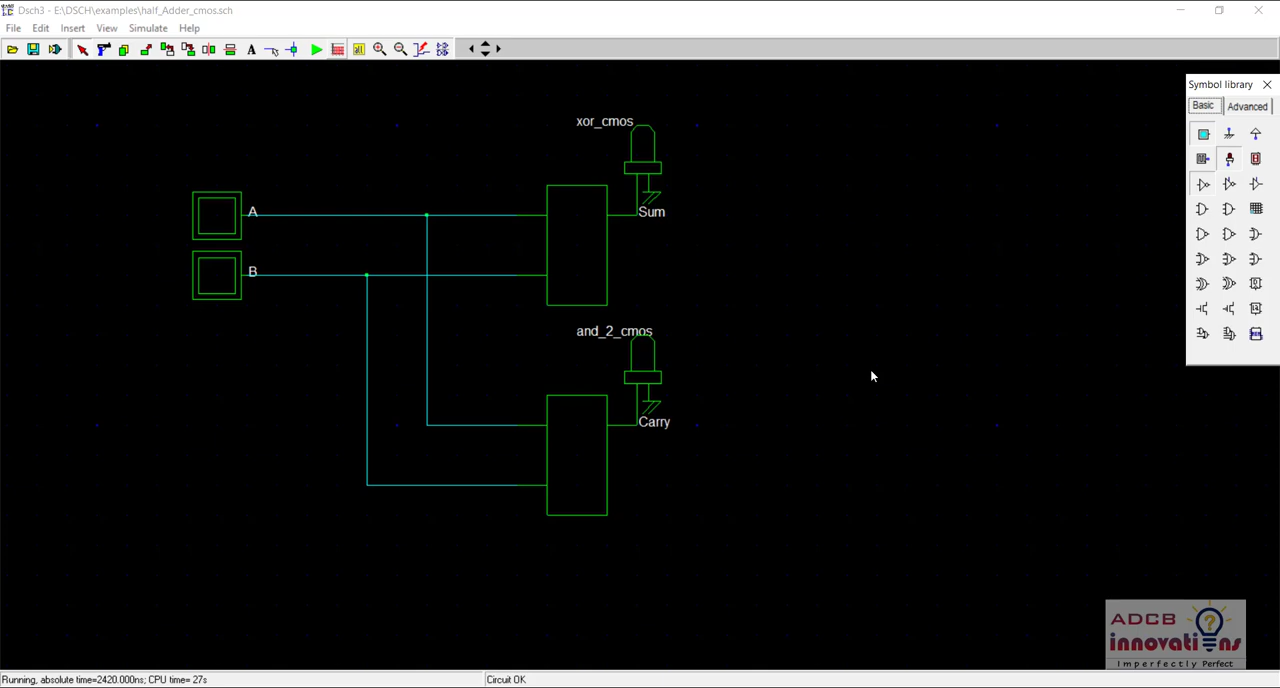 Dsch3 - E:\DSCH\examples\half_Adder_cmos.sch
File Edit Insert View Simulate Help
Symbol library
Basic Advanced
xor_cmos
A
Sum
B
and_2_cmos
Carry
ADCB
innovati?ns
Imperfectly Perfect
Running, absolute time=2420.000ns; CPU time= 27s
Circuit OK